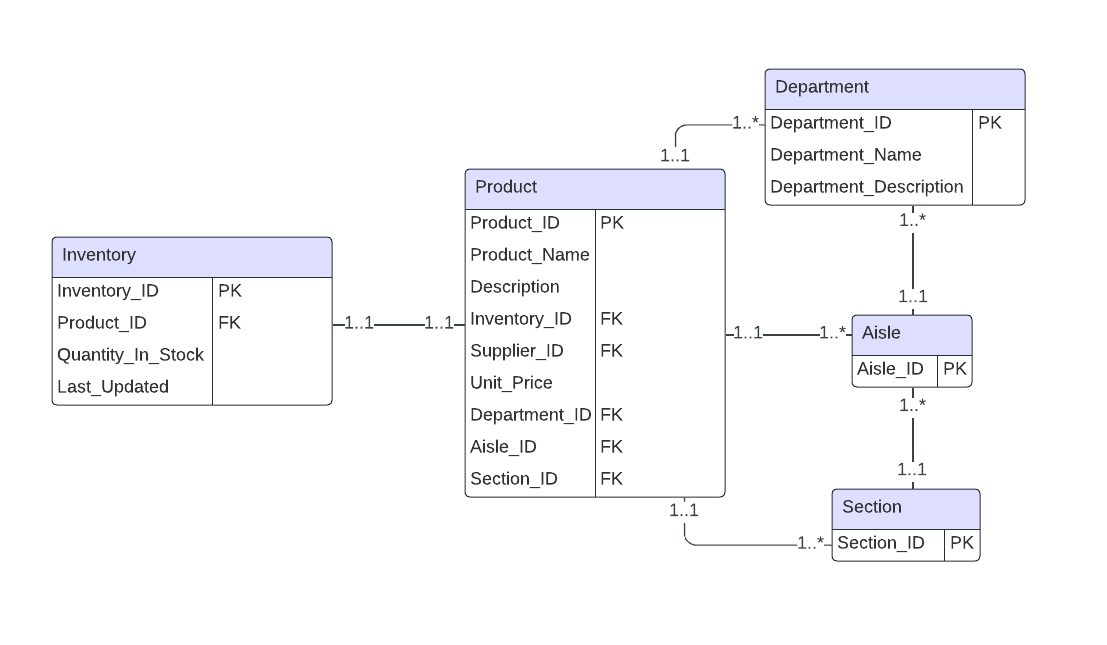 Department
Department_ID PK
Department_Name
Department_Description
1..*
1..1
1..*
1..1
Product
Product_ID PK
Product_Name
Description
Inventory_ID FK
Supplier_ID FK
Unit_Price
Department_ID FK
Aisle_ID FK
Section_ID FK
Inventory
Inventory_ID PK
Product_ID FK
Quantity_In_Stock
Last_Updated
1..1 1..1
1..1 1..*
Aisle
Aisle_ID PK
1..*
1..1
Section
Section_ID PK
1..1
1..*